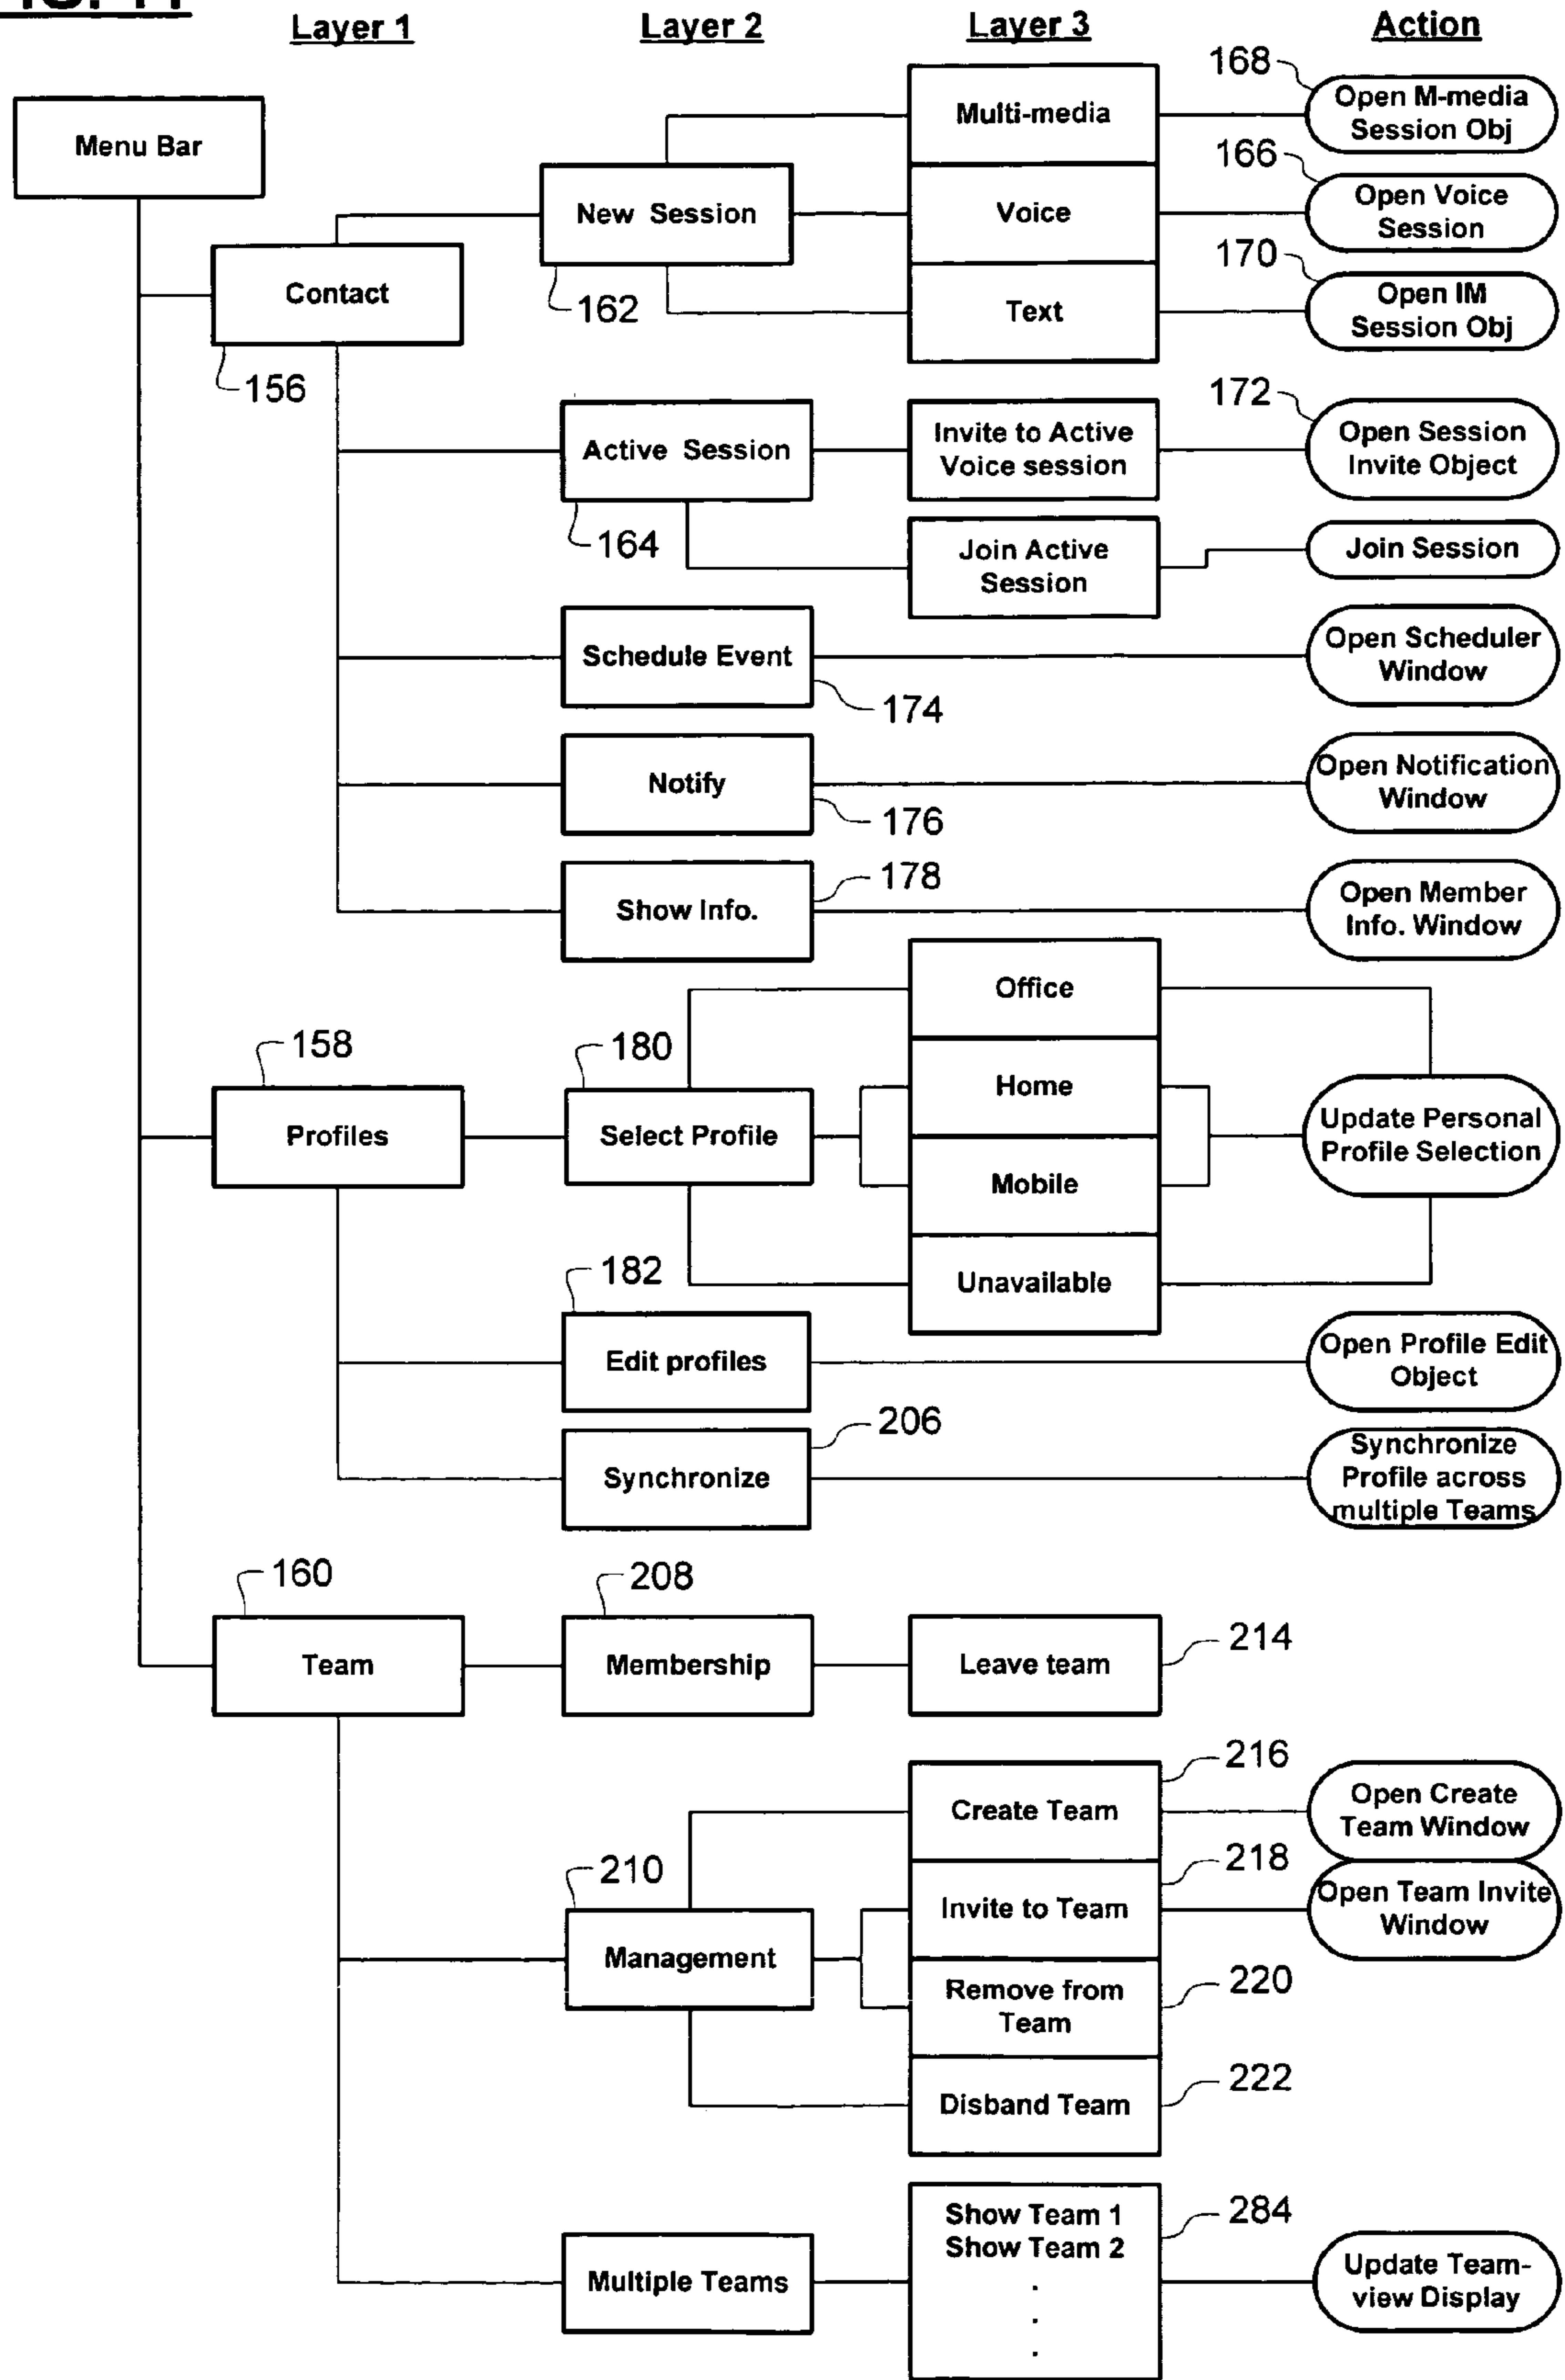 Layer 1
Layer 2
Layer 3
Action
Menu Bar
Contact
156
New Session
162
Multi-media
168
Open M-media
Session Obj
Voice
166
Open Voice
Session
Text
170
Open IM
Session Obj
Active Session
164
Invite to Active
Voice session
172
Open Session
Invite Object
Join Active
Session
Join Session
Schedule Event
174
Open Scheduler
Window
Notify
176
Open Notification
Window
Show Info.
178
Open Member
Info. Window
158
Profiles
180
Select Profile
Office
Home
Mobile
Unavailable
Update Personal
Profile Selection
182
Edit profiles
Open Profile Edit
Object
206
Synchronize
Synchronize
Profile across
multiple Teams
160
Team
208
Membership
Leave team
214
210
Management
Create Team
216
Open Create
Team Window
Invite to Team
218
Open Team Invite
Window
Remove from
Team
220
Disband Team
222
Multiple Teams
Show Team 1
Show Team 2
.
.
.
284
Update Team-
view Display